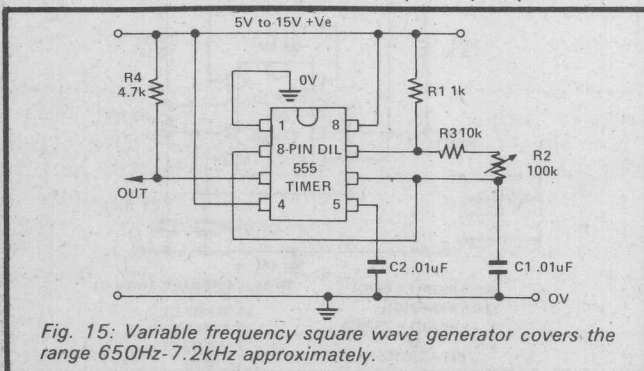 5V to 15V +Ve
R4
4.7k
0V
R1 1k
1
8
8-PIN DIL
R310k
555
R2
100k
TIMER
OUT
4
5
C2 .01uF
C1 .01uF
0V
Fig. 15: Variable frequency square wave generator covers the
range 650Hz-7.2kHz approximately.